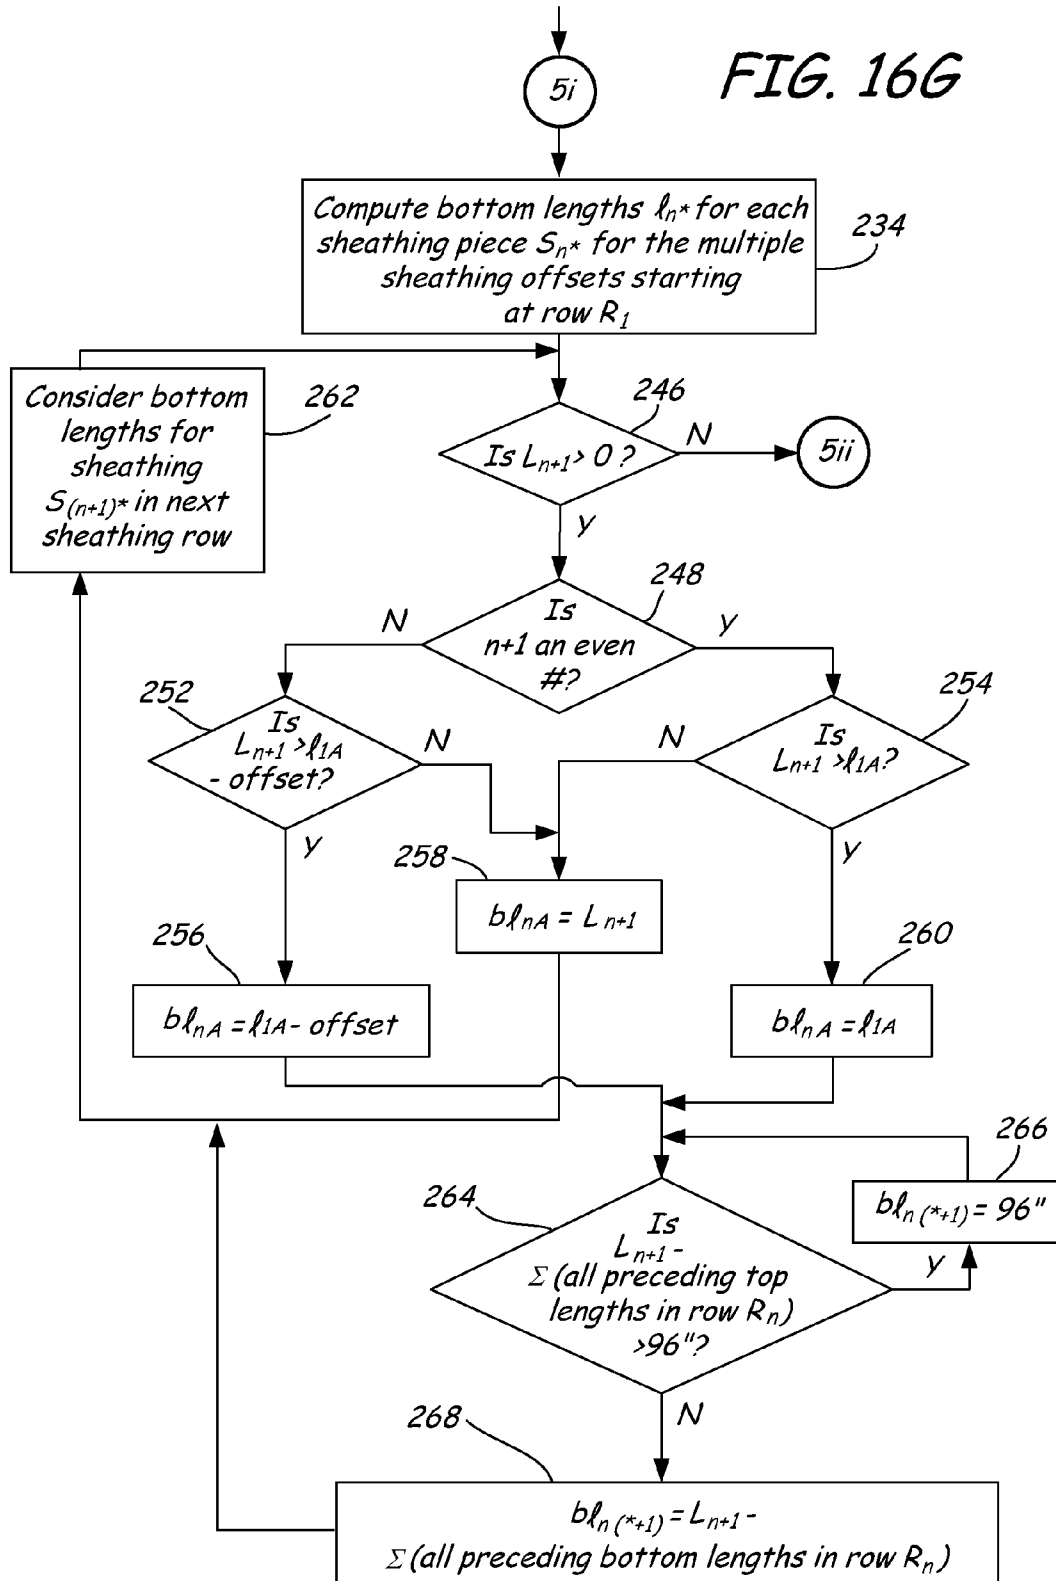 5i
FIG. 16G
Compute bottom lengths ℓn* for each
sheathing piece Sn* for the multiple
sheathing offsets starting
at row R1
234
Consider bottom
lengths for
sheathing
S(n+1)* in next
sheathing row
262
246
Is Ln+1 > 0 ?
N
5ii
Y
248
Is
n+1 an even
#?
N
Y
252
Is
Ln+1 >ℓ1A
- offset?
N
Y
254
Is
Ln+1 >ℓ1A?
N
Y
258
bℓnA = Ln+1
256
bℓnA = ℓ1A - offset
260
bℓnA = ℓ1A
264
Is
Ln+1 -
Σ (all preceding top
lengths in row Rn)
>96"?
Y
N
266
bℓn (*+1) = 96"
268
bℓn (*+1) = Ln+1 -
Σ (all preceding bottom lengths in row Rn)